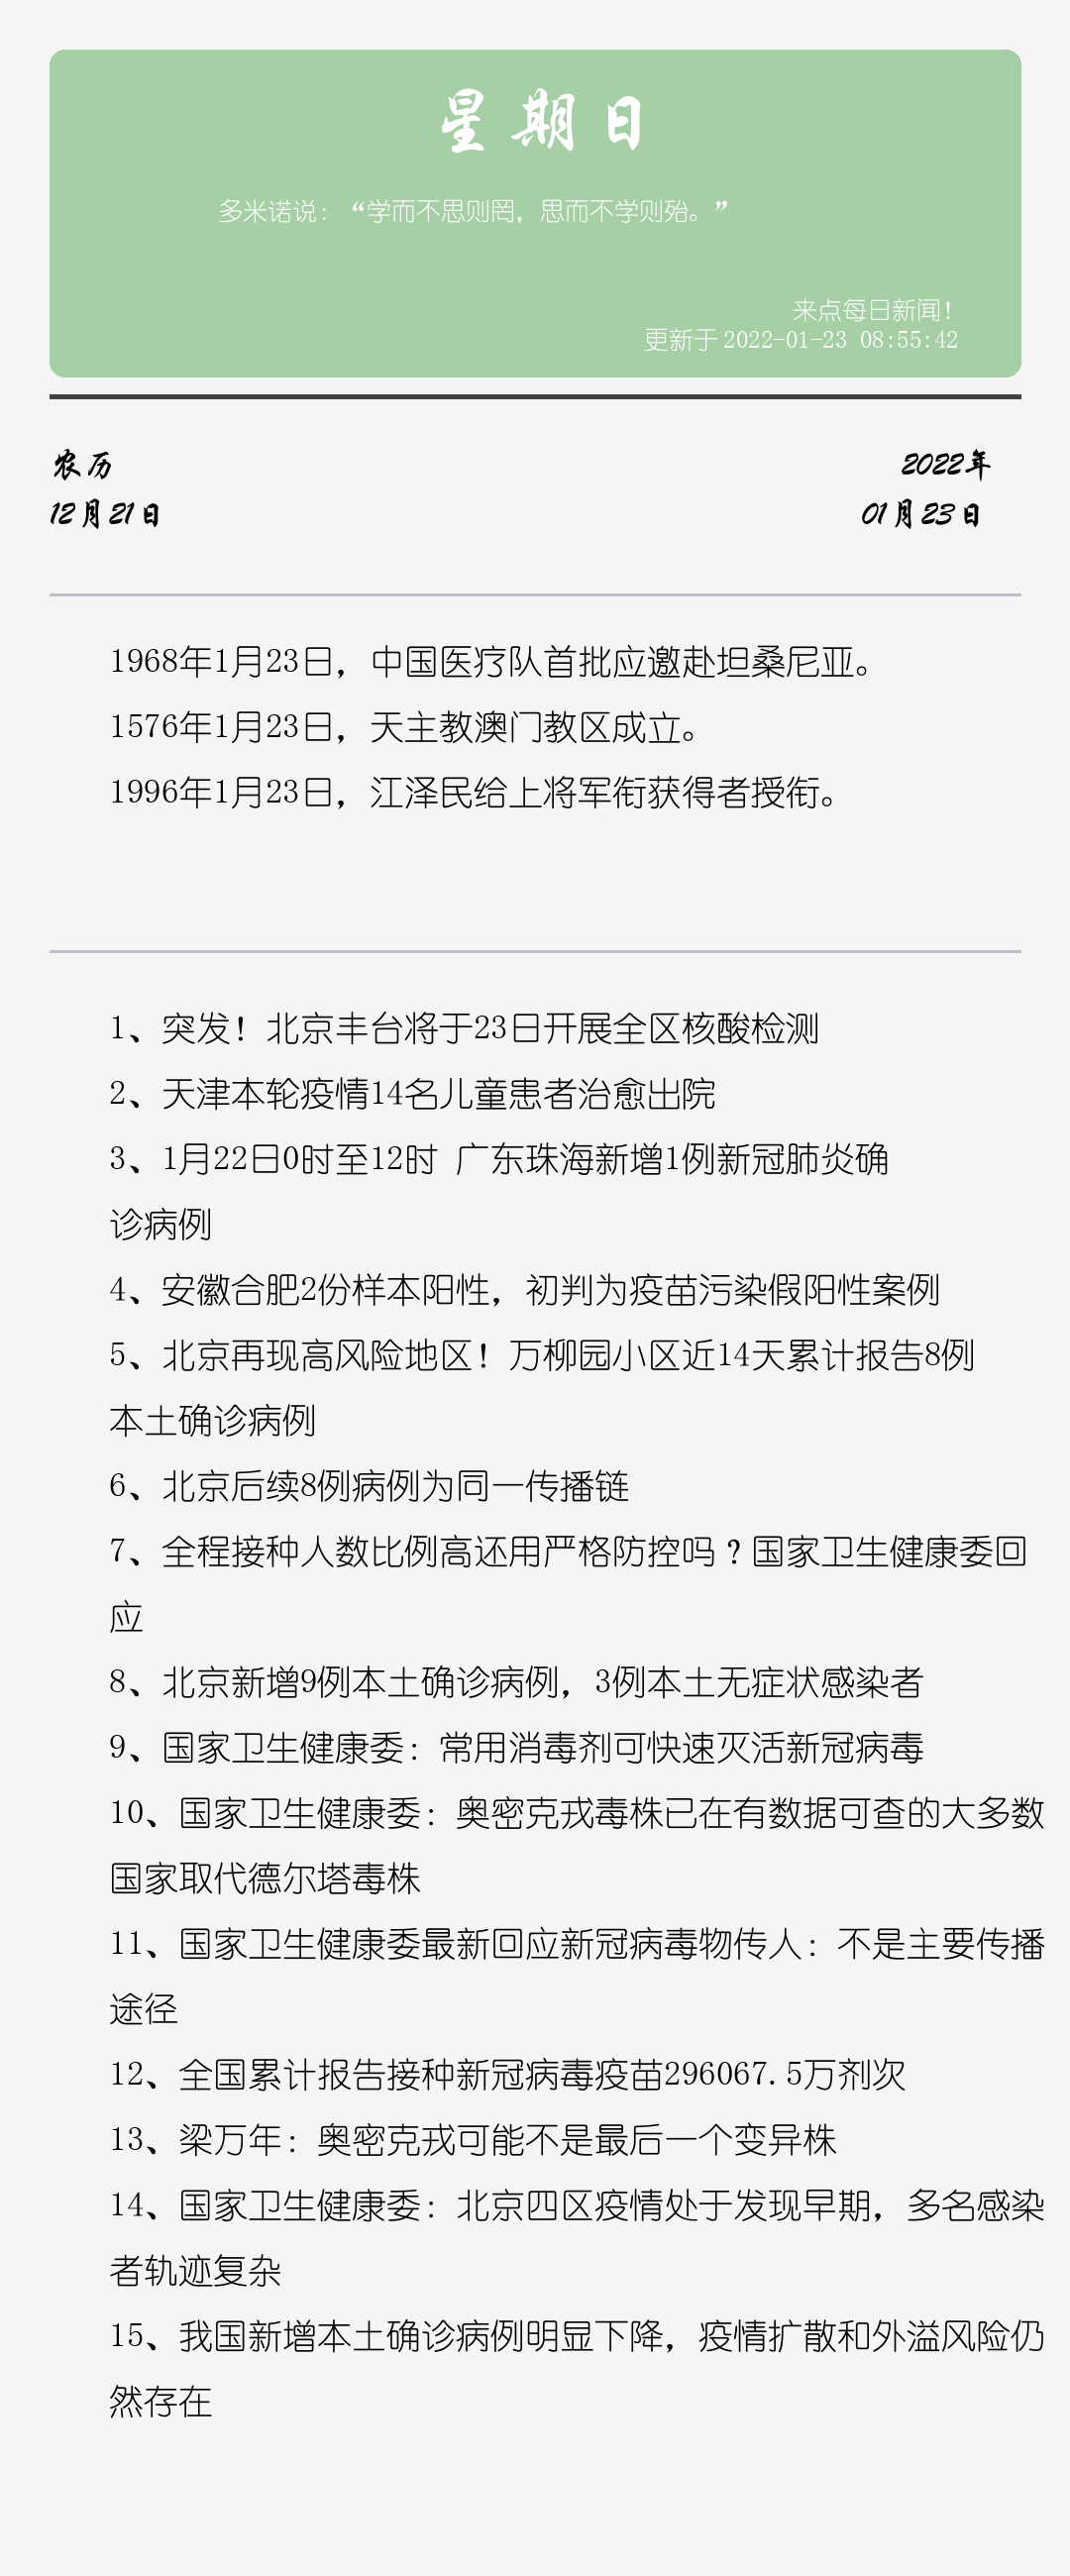 星期日
多米诺说：“学而不思则罔，思而不学则殆。”
来点每日新闻！
更新于 2022-01-23 08:55:42
农历
2022年
12月21日
01月23日
1968年1月23日，中国医疗队首批应邀赴坦桑尼亚。
1576年1月23日，天主教澳门教区成立。
1996年1月23日，江泽民给上将军衔获得者授衔。
1、突发！北京丰台将于23日开展全区核酸检测
2、天津本轮疫情14名儿童患者治愈出院
3、1月22日0时至12时 广东珠海新增1例新冠肺炎确
诊病例
4、安徽合肥2份样本阳性，初判为疫苗污染假阳性案例
5、北京再现高风险地区！万柳园小区近14天累计报告8例
本土确诊病例
6、北京后续8例病例为同一传播链
7、全程接种人数比例高还用严格防控吗？国家卫生健康委回
应
8、北京新增9例本土确诊病例，3例本土无症状感染者
9、国家卫生健康委：常用消毒剂可快速灭活新冠病毒
10、国家卫生健康委：奥密克戎毒株已在有数据可查的大多数
国家取代德尔塔毒株
11、国家卫生健康委最新回应新冠病毒物传人：不是主要传播
途径
12、全国累计报告接种新冠病毒疫苗296067.5万剂次
13、梁万年：奥密克戎可能不是最后一个变异株
14、国家卫生健康委：北京四区疫情处于发现早期，多名感染
者轨迹复杂
15、我国新增本土确诊病例明显下降，疫情扩散和外溢风险仍
然存在